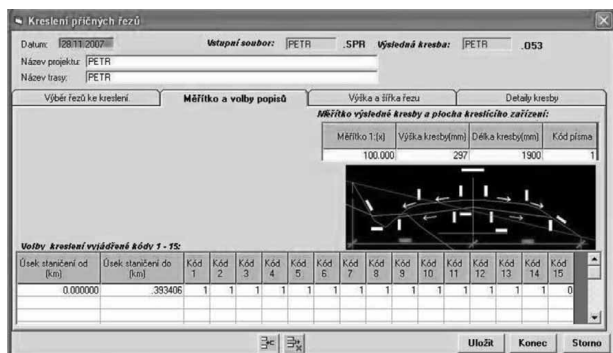 Kreslení příčných řezů
Datum: 28.11.2007 Vstupní soubor: PETR .SPR Výsledná kresba: PETR .053
Název projektu: PETR
Název trasy: PETR
Výběr řezů ke kreslení Měřítko a volby popisů Výška a šířka řezu Detaily kresby
Měřítko výsledné kresby a plocha kreslícího zařízení:
Měřítko 1:(x) Výška kresby(mm) Délka kresby(mm) Kód písma
100.000 297 1900 1
Volby kreslení vyjádřené kódy 1 - 15:
Úsek staničení od (km) Úsek staničení do (km) Kód 1 Kód 2 Kód 3 Kód 4 Kód 5 Kód 6 Kód 7 Kód 8 Kód 9 Kód 10 Kód 11 Kód 12 Kód 13 Kód 14 Kód 15
0.000000 .393406 1 1 1 1 1 1 1 1 1 1 1 1 1 1 0
Uložit Konec Storno